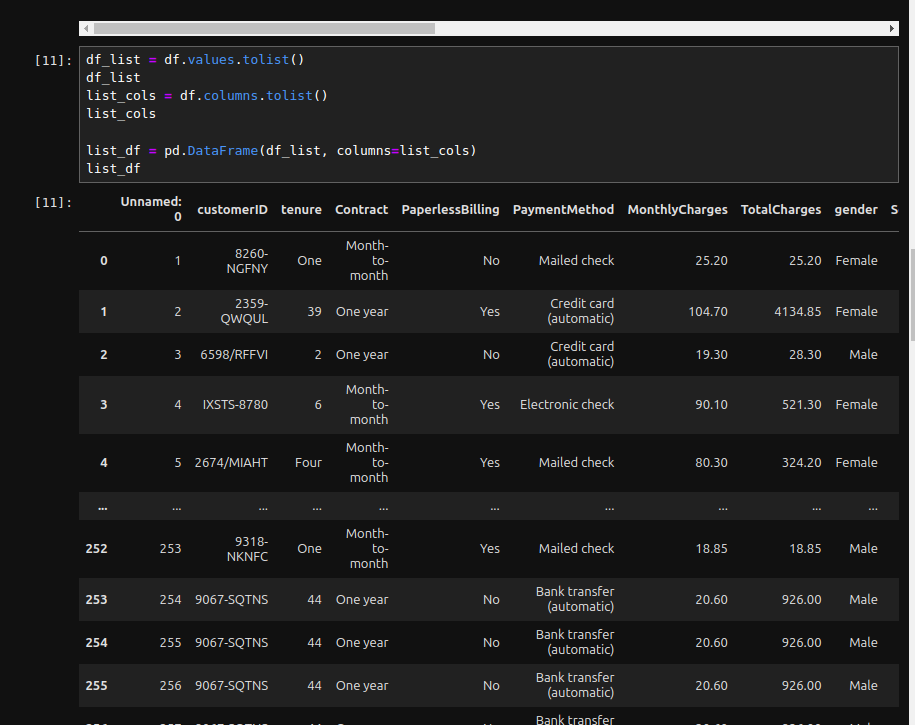 [11]:
df_list = df.values.tolist()
df_list
list_cols = df.columns.tolist()
list_cols
list_df = pd.DataFrame(df_list, columns=list_cols)
list_df
[11]:
Unnamed: 0 customerID tenure Contract PaperlessBilling PaymentMethod MonthlyCharges TotalCharges gender
0 1 8260-NGFNY One Month-to-month No Mailed check 25.20 25.20 Female
1 2 2359-QWQUL 39 One year Yes Credit card (automatic) 104.70 4134.85 Female
2 3 6598/RFFVI 2 One year No Credit card (automatic) 19.30 28.30 Male
3 4 IXSTS-8780 6 Month-to-month Yes Electronic check 90.10 521.30 Female
4 5 2674/MIAHT Four Month-to-month Yes Mailed check 80.30 324.20 Female
... ... ... ... ... ... ... ... ... ...
252 253 9318-NKNFC One Month-to-month Yes Mailed check 18.85 18.85 Male
253 254 9067-SQTNS 44 One year No Bank transfer (automatic) 20.60 926.00 Male
254 255 9067-SQTNS 44 One year No Bank transfer (automatic) 20.60 926.00 Male
255 256 9067-SQTNS 44 One year No Bank transfer (automatic) 20.60 926.00 Male
Bank transfer